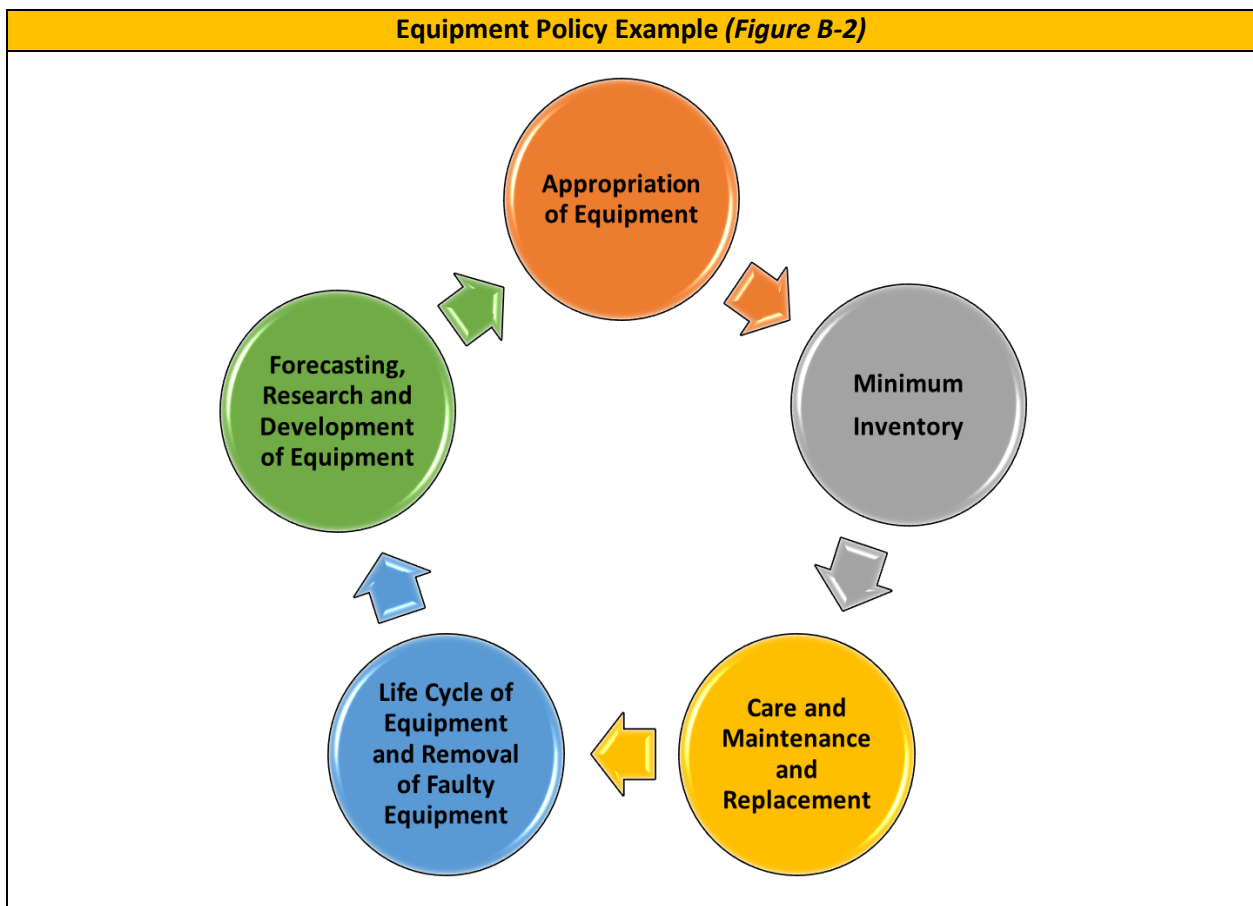 Equipment Policy Example (Figure B-2)
Appropriation
of Equipment
Minimum
Inventory
Care and
Maintenance
and
Replacement
Life Cycle of
Equipment
and Removal
of Faulty
Equipment
Forecasting,
Research and
Development
of Equipment